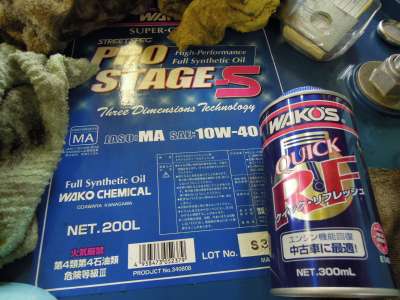 WAKO'S
SUPER-
STREET SPEC
PRO
STAGE S
High-Performance
Full Synthetic Oil
Three Dimensions Technology
MA
JASO:MA SAE:10W-40
Full Synthetic Oil
WAKO CHEMICAL
ODAWARA KANAGAWA
NET.200L
火気厳禁
第4類第4石油類
危険等級Ⅲ
PRODUCT No.340608
LOT No. S 3
WAKO'S
QUICK
RF
クイック・リフレッシュ
エンジン機能回復
中古車に最適!
NET.300mL